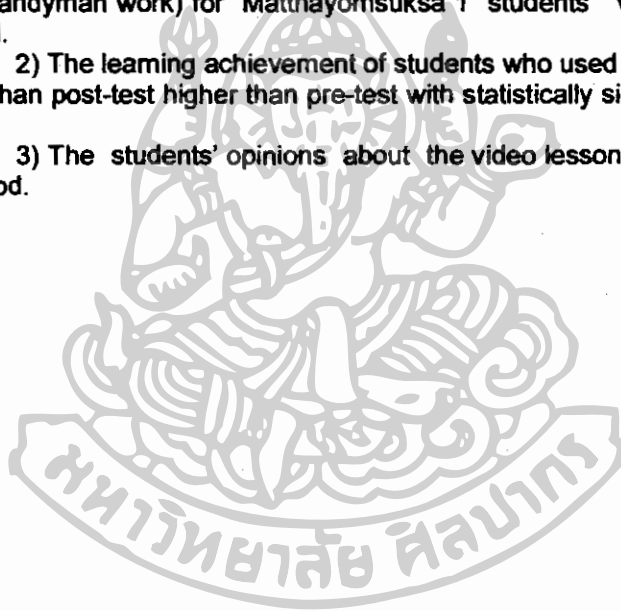 andyman work) for Matthayomsuksa 1 students
2) The learning achievement of students who used
han post-test higher than pre-test with statistically si
3) The students' opinions about the video lesson
od.
มหาวิทยาลัย ศิลปากร